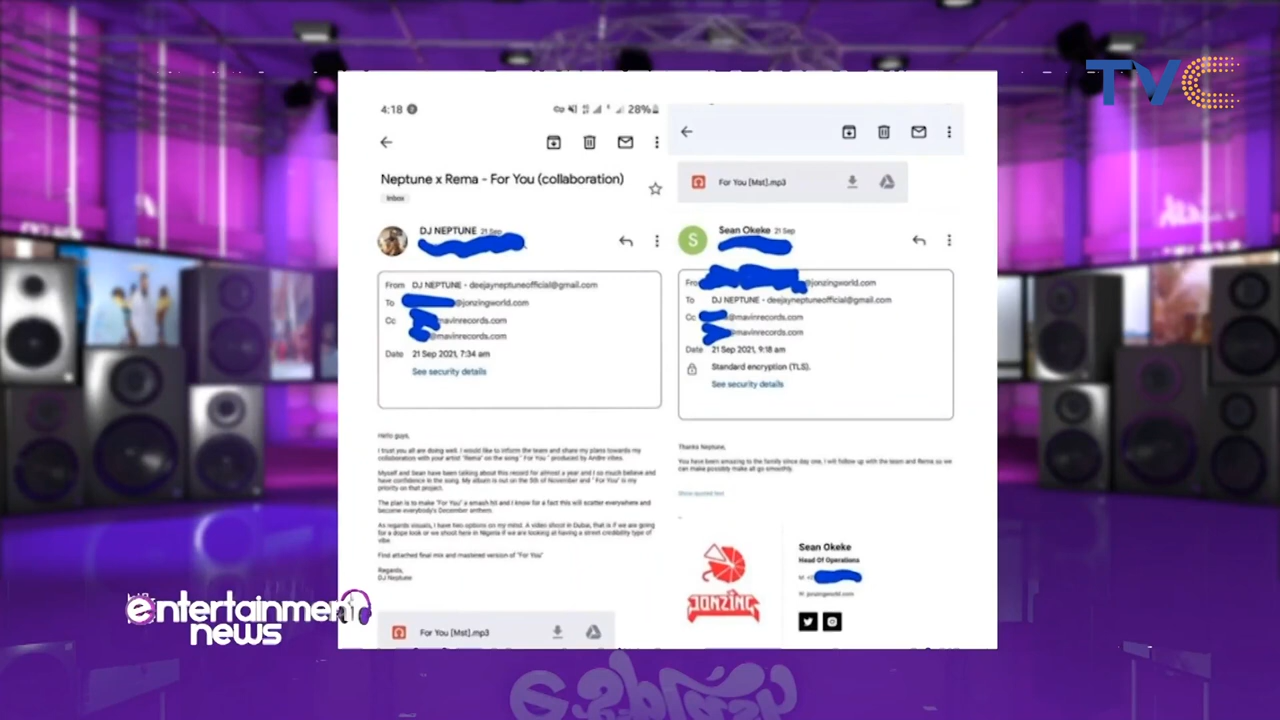 TVC
4:18
28%
Neptune x Rema - For You (collaboration)
Inbox
DJ NEPTUNE 21 Sep
From DJ NEPTUNE • deejayneptuneofficial@gmail.com
To @jonzingworld.com
Cc mavinrecords.com
@mavinrecords.com
Date 21 Sep 2021, 7:34 am
See security details
Hello guys,
I trust you all are doing well. I would like to inform the team and share my plans towards my
collaboration with your artist "Rema" on the song " For You " produced by Andre vibes.
Myself and Sean have been talking about this record for almost a year and I so much believe and
have confidence in the song. My album is out on the 5th of November and " For You" is my
priority on that project.
The plan is to make "For You" a smash hit and I know for a fact this will scatter everywhere and
become everybody's December anthem.
As regards visuals, I have two options on my mind. A video shoot in Dubai, that is if we are going
for a dope look or we shoot here in Nigeria if we are looking at having a street credibility type of
vibe.
Find attached final mix and mastered version of "For You"
Regards,
DJ Neptune
For You [Mst].mp3
For You [Mst].mp3
S
Sean Okeke 21 Sep
From @jonzingworld.com
To DJ NEPTUNE • deejayneptuneofficial@gmail.com
Cc @mavinrecords.com
@mavinrecords.com
Date 21 Sep 2021, 9:18 am
Standard encryption (TLS).
See security details
Thanks Neptune,
You have been amazing to the family since day one, I will follow up with the team and Rema so we
can make possibly make all go smoothly.
Show quoted text
JONZING
Sean Okeke
Head Of Operations
M:
W: jonzingworld.com
entertainment
news